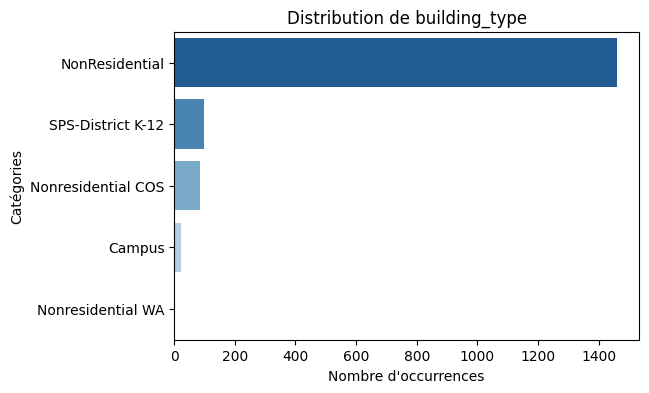 Distribution de building_type
Catégories
NonResidential
SPS-District K-12
Nonresidential COS
Campus
Nonresidential WA
0 200 400 600 800 1000 1200 1400
Nombre d'occurrences